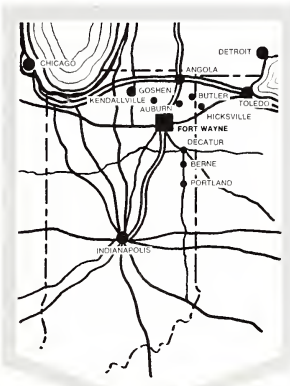 DETROIT
CHICAGO
ANGOLA
GOSHEN
BUTLER
KENDALLVILLE
TOLEDO
AUBURN
HICKSVILLE
FORT WAYNE
DECATUR
BERNE
PORTLAND
INDIANAPOLIS